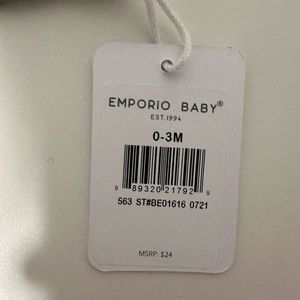 EMPORIO BABY®
EST.1994
0-3M
8 89320 21792 9
563 ST#BE01616 0721
MSRP: $24